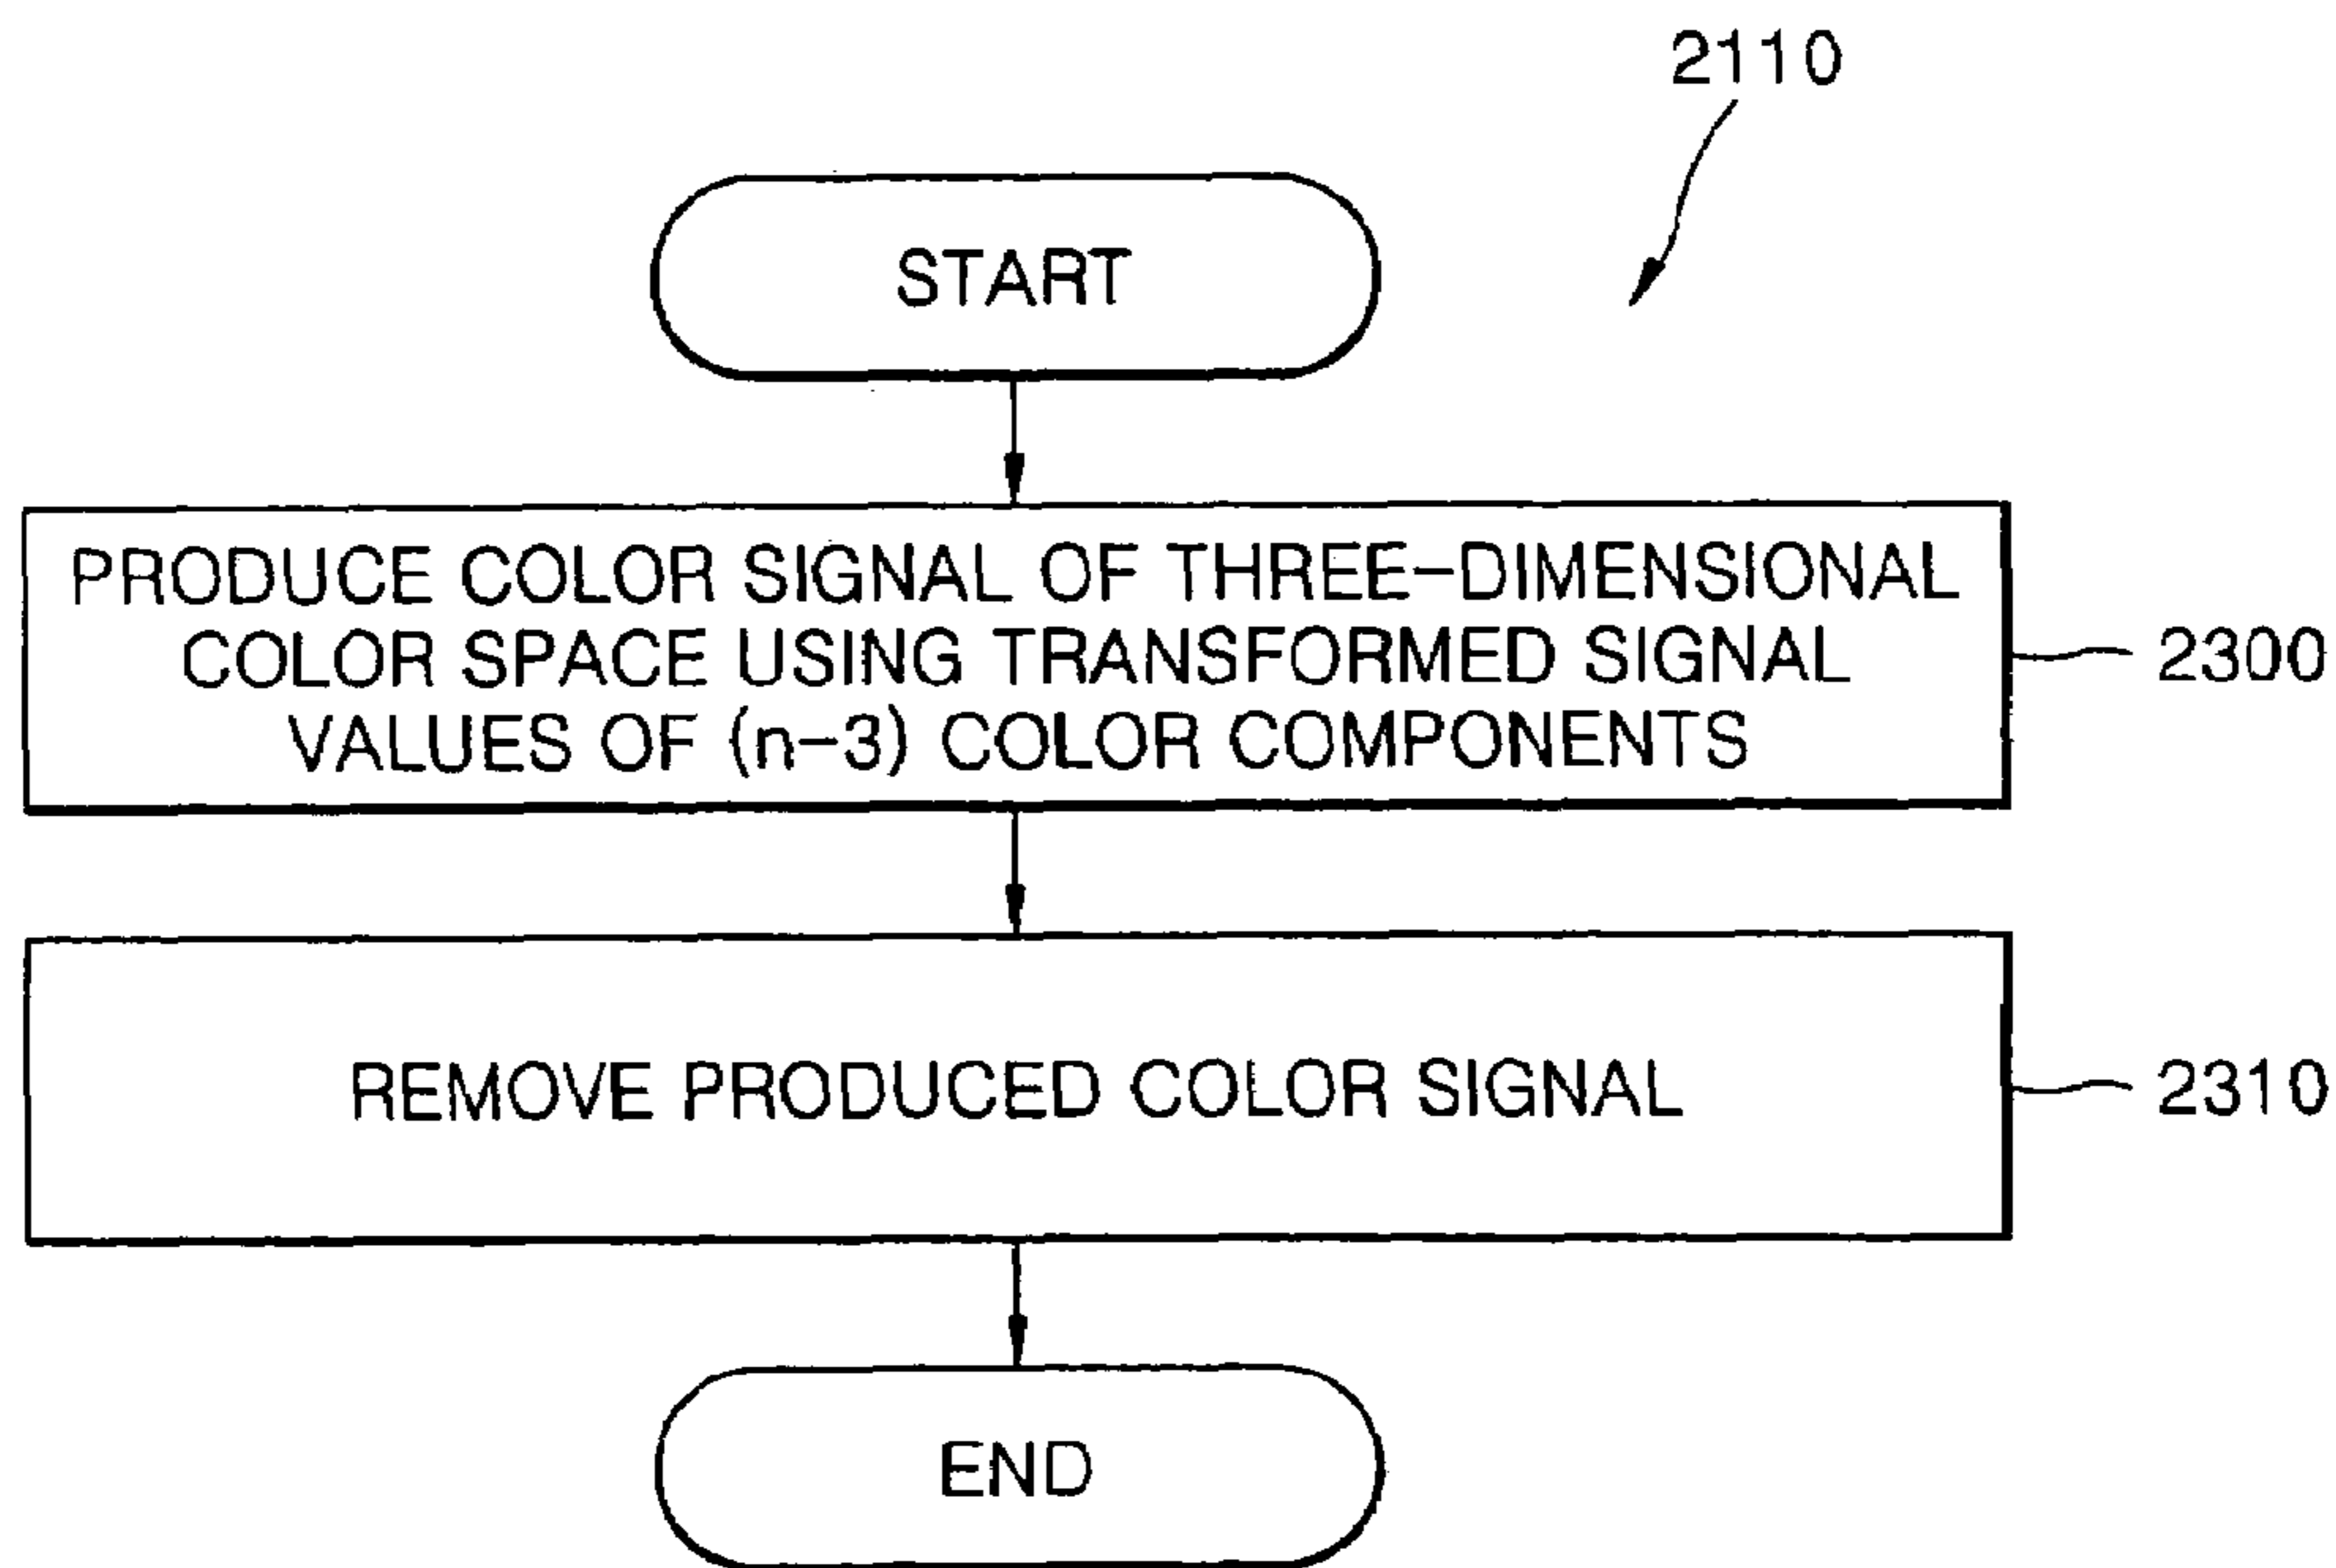 2110
START
PRODUCE COLOR SIGNAL OF THREE-DIMENSIONAL
COLOR SPACE USING TRANSFORMED SIGNAL
VALUES OF (n-3) COLOR COMPONENTS
2300
REMOVE PRODUCED COLOR SIGNAL
2310
END